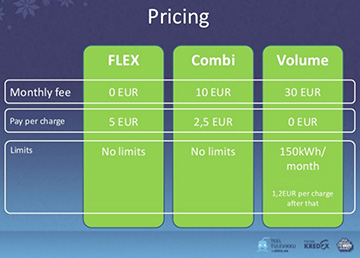 Pricing
FLEX Combi Volume
Monthly fee 0 EUR 10 EUR 30 EUR
Pay per charge 5 EUR 2,5 EUR 0 EUR
Limits No limits No limits 150kWh/
month
1,2EUR per charge
after that
KREDEX